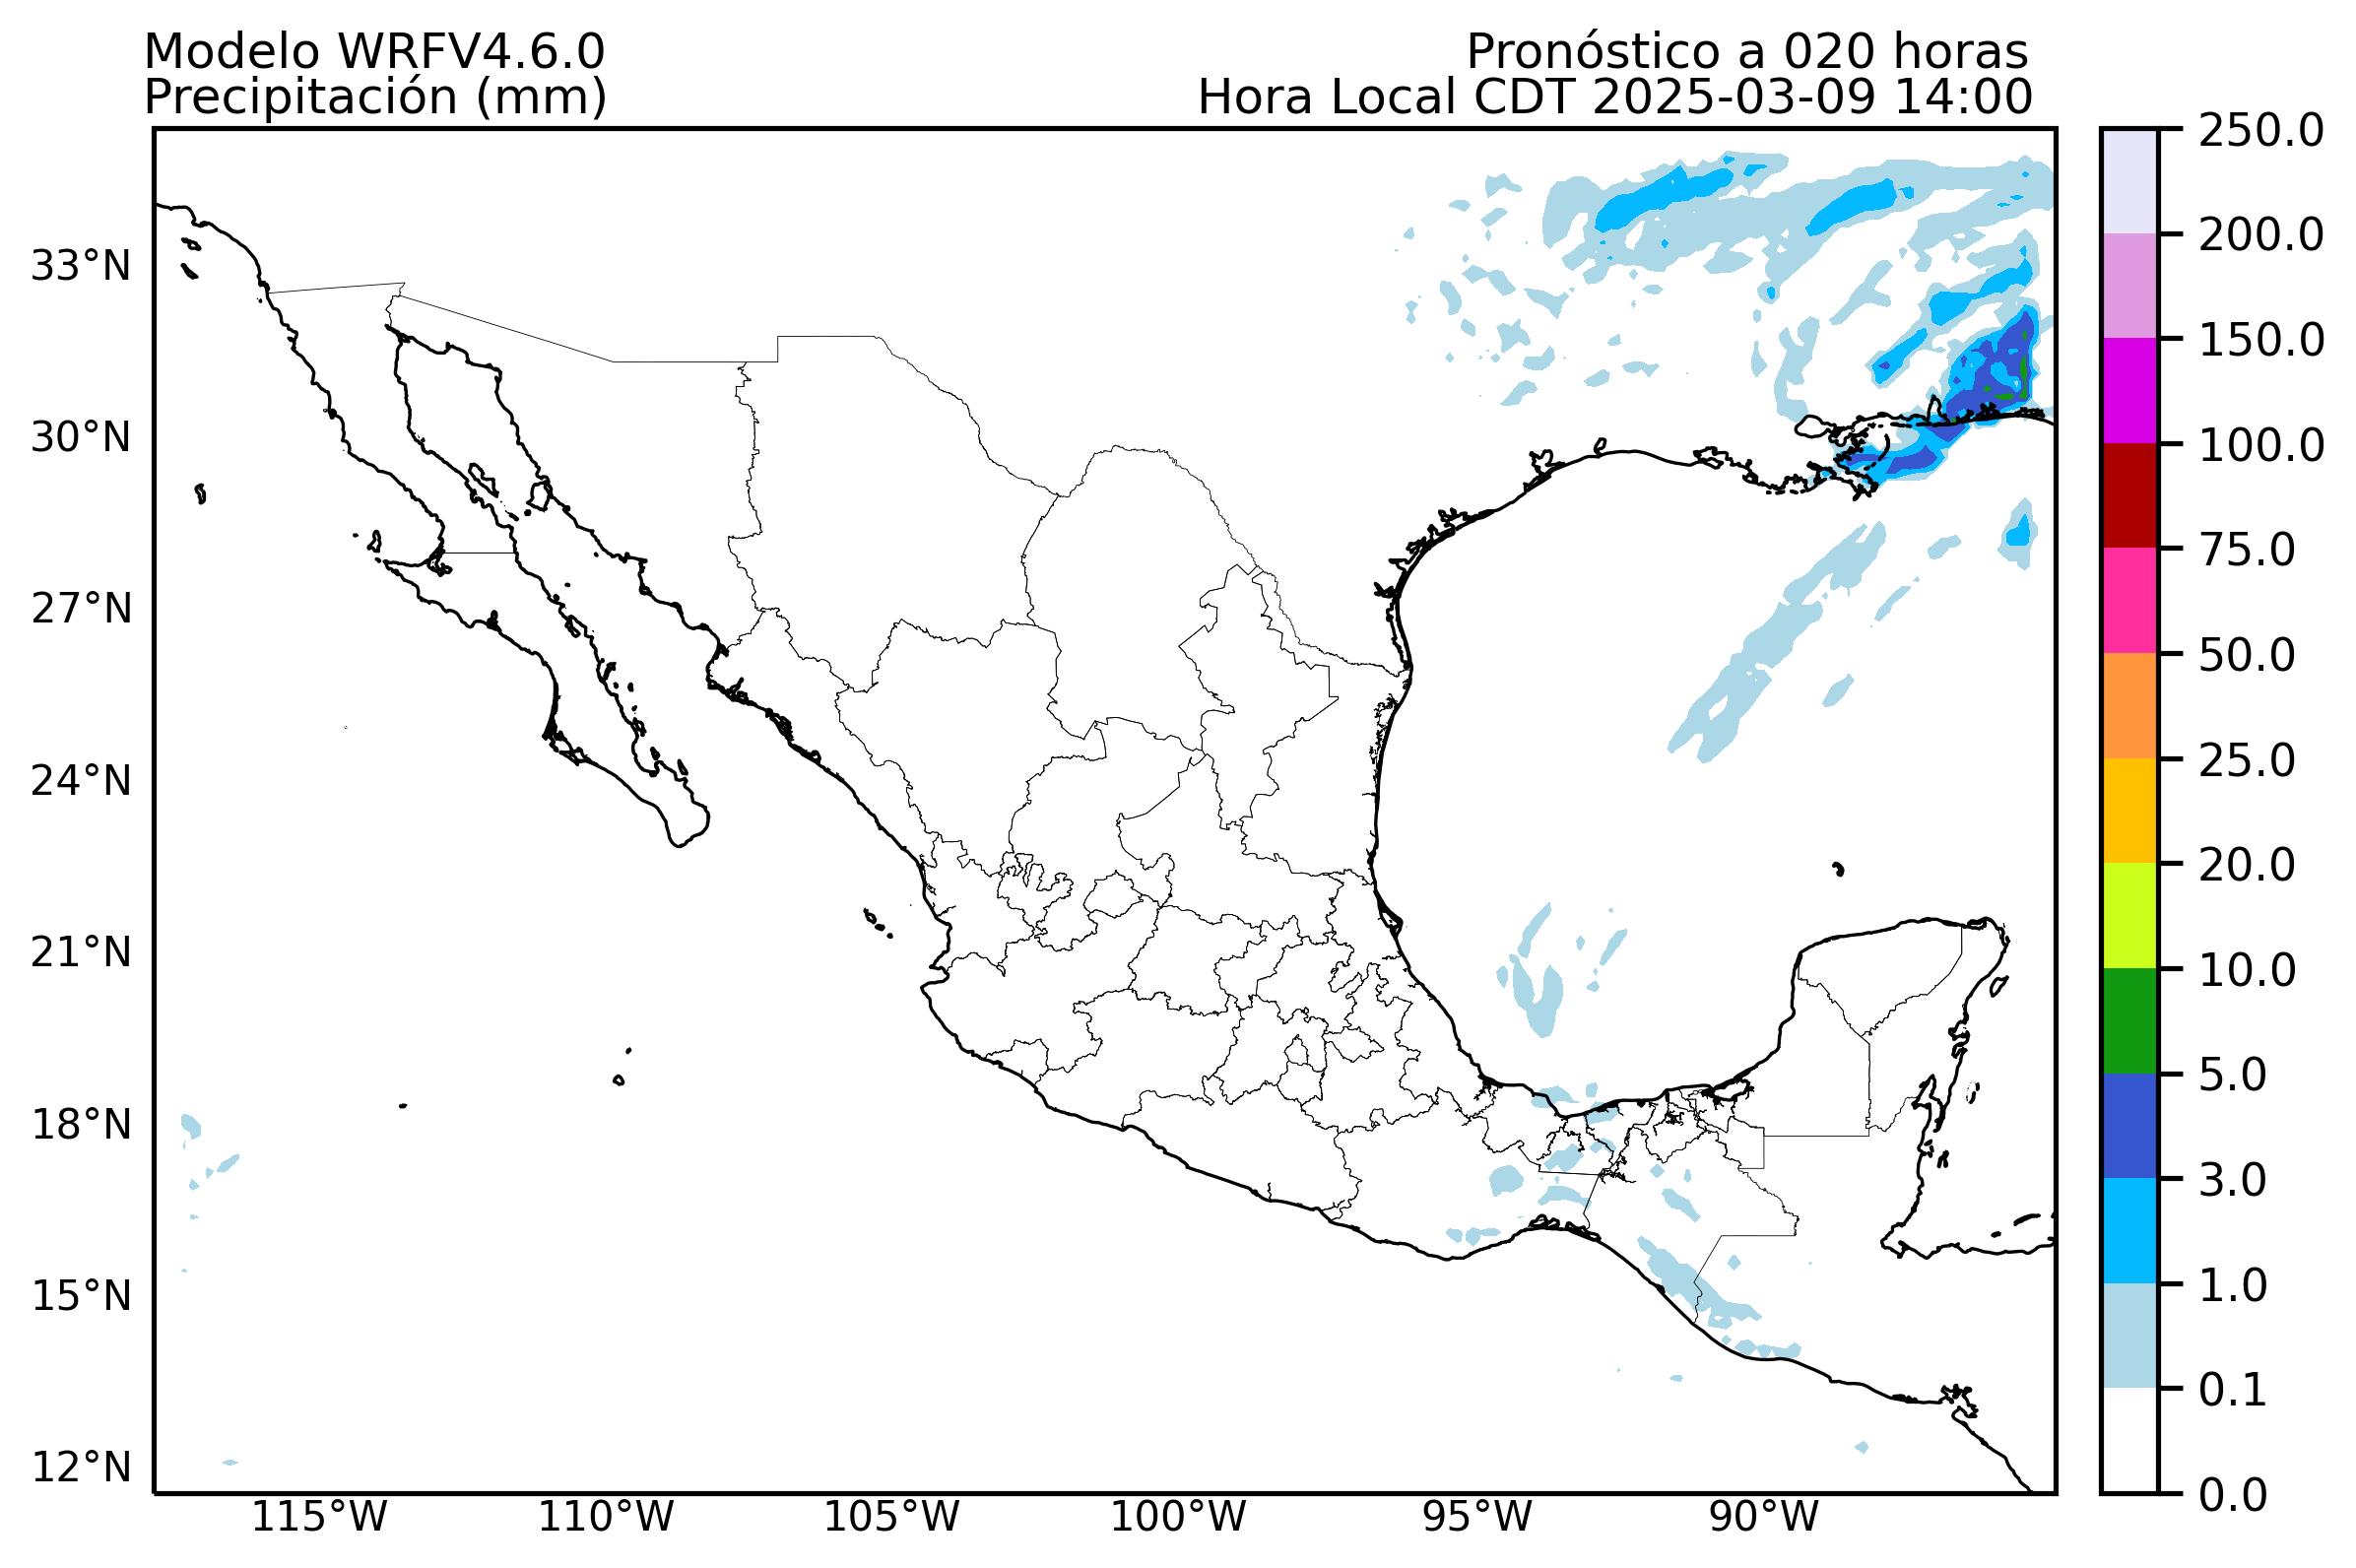 Modelo WRFV4.6.0
Precipitación (mm)
Pronóstico a 020 horas
Hora Local CDT 2025-03-09 14:00
33°N
30°N
27°N
24°N
21°N
18°N
15°N
12°N
115°W
110°W
105°W
100°W
95°W
90°W
250.0
200.0
150.0
100.0
75.0
50.0
25.0
20.0
10.0
5.0
3.0
1.0
0.1
0.0